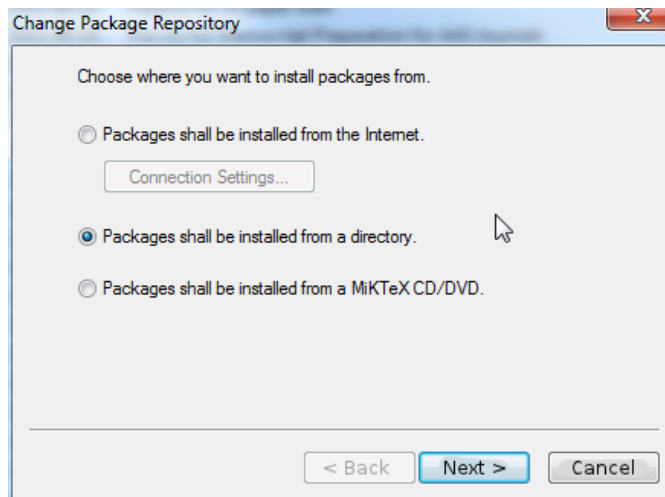 Change Package Repository
Choose where you want to install packages from.
Packages shall be installed from the Internet.
Connection Settings...
Packages shall be installed from a directory.
Packages shall be installed from a MiKTeX CD/DVD.
< Back
Next >
Cancel